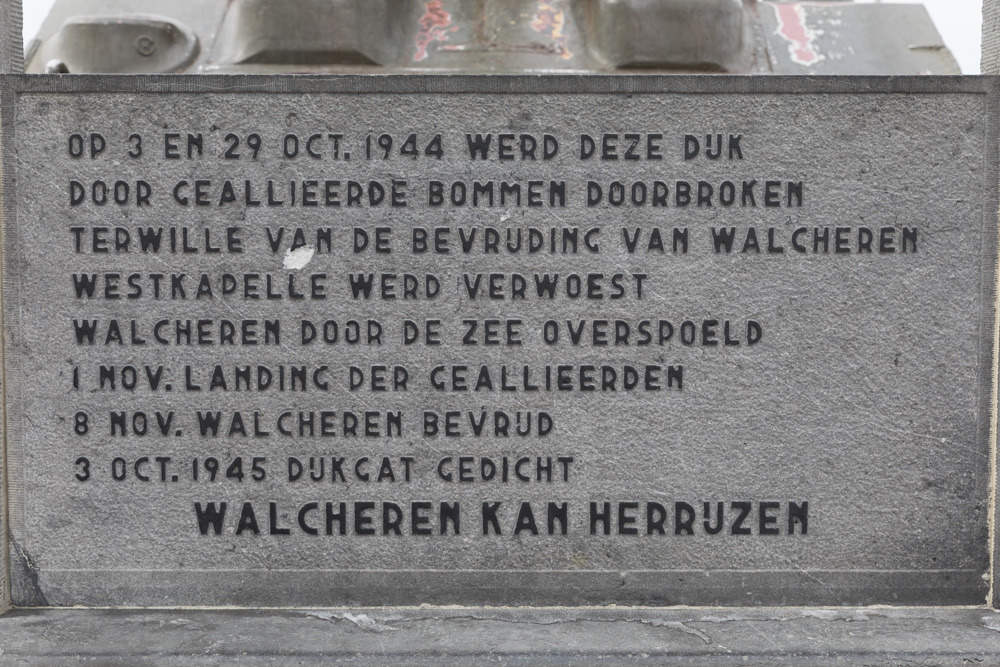 OP 3 EN 29 OCT. 1944 WERD DEZE DIJK
DOOR GEALLIEERDE BOMMEN DOORBROKEN
TERWILLE VAN DE BEVRIJDING VAN WALCHEREN
WESTKAPELLE WERD VERWOEST
WALCHEREN DOOR DE ZEE OVERSPOELD
1 NOV. LANDING DER GEALLIEERDEN
8 NOV. WALCHEREN BEVRIJD
3 OCT. 1945 DIJKGAT GEDICHT
WALCHEREN KAN HERRIJZEN